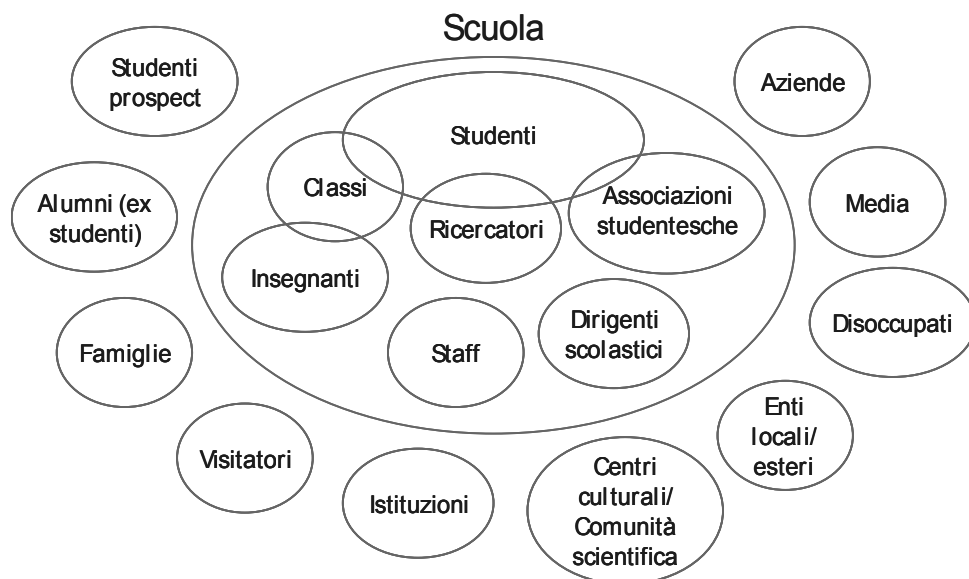 Scuola
Studenti
prospect
Aziende
Studenti
Classi
Alumni (ex
studenti)
Associazioni
studentesche
Media
Ricercatori
Insegnanti
Disoccupati
Famiglie
Staff
Dirigenti
scolastici
Enti
locali/
esteri
Visitatori
Istituzioni
Centri
culturali/
Comunità
scientifica